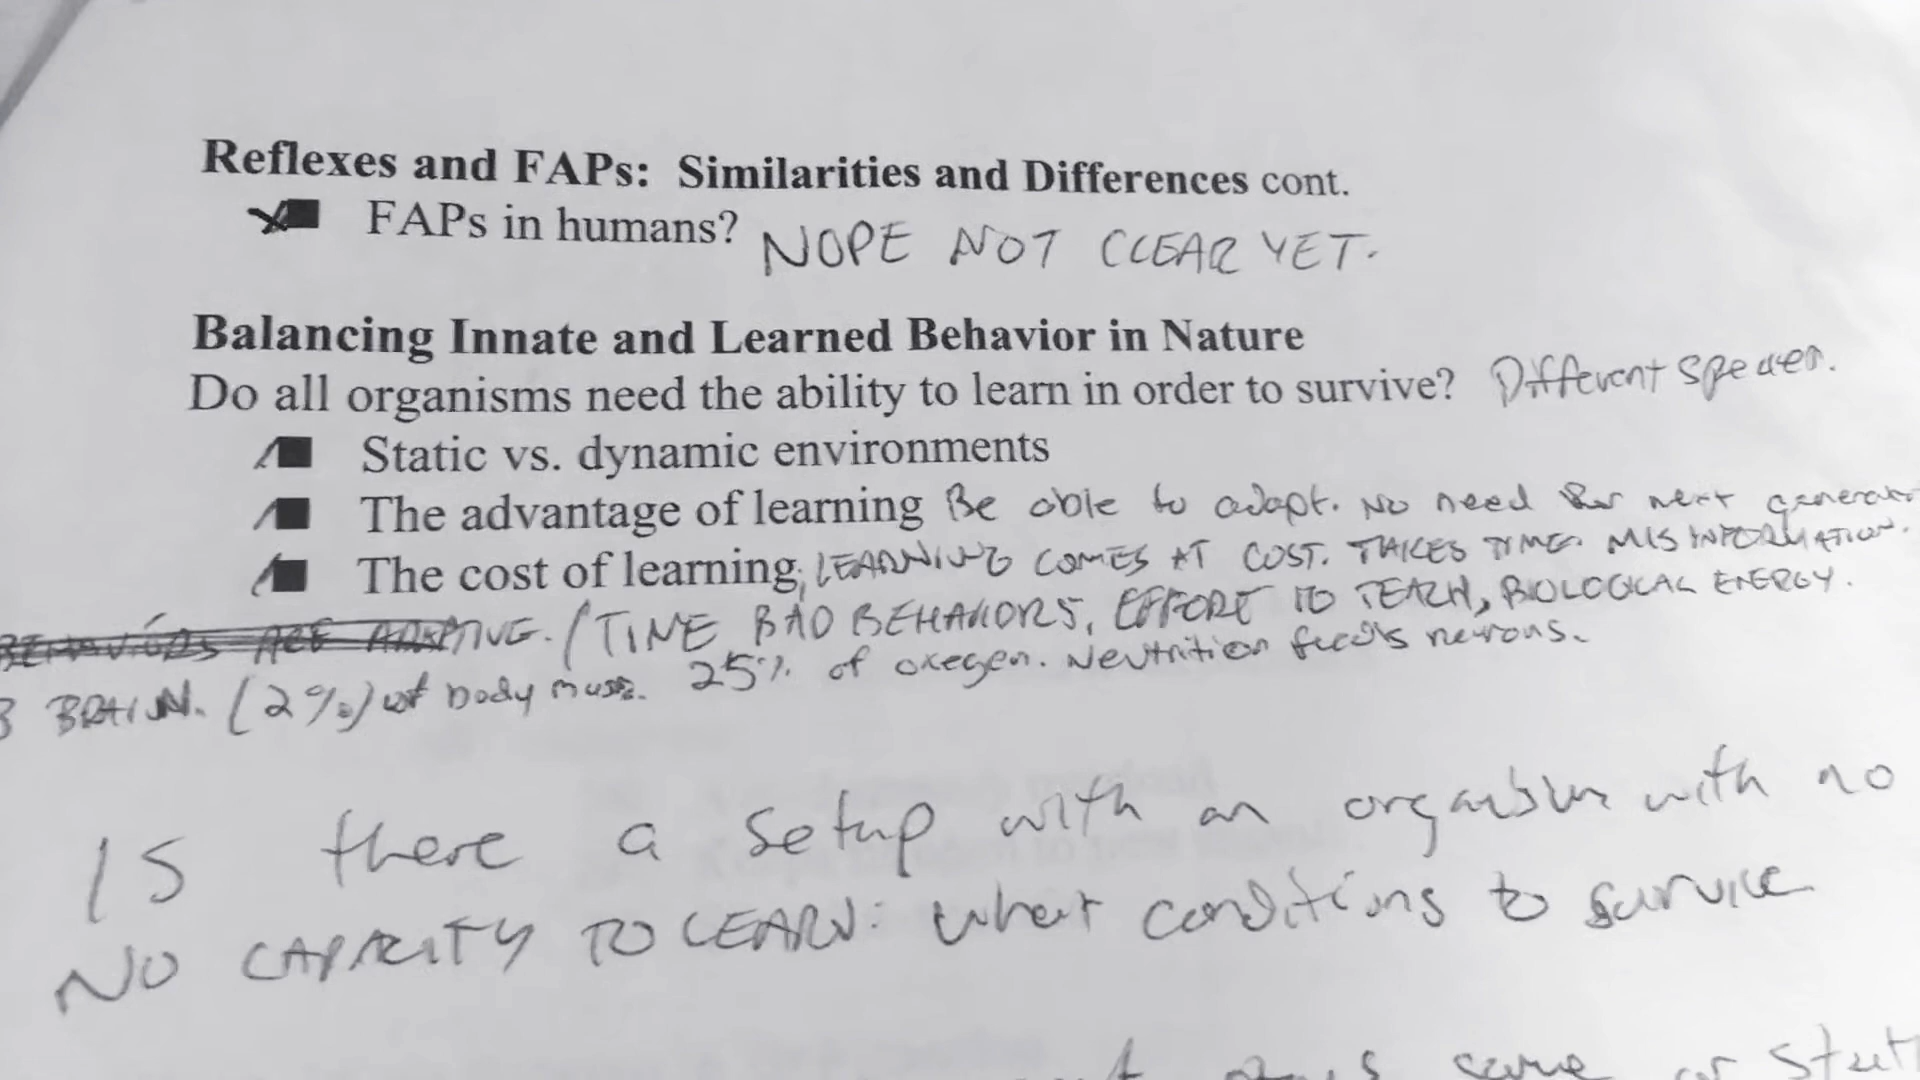 Reflexes and FAPs: Similarities and Differences cont.
FAPs in humans? NOPE NOT CLEAR YET.
Balancing Innate and Learned Behavior in Nature
Do all organisms need the ability to learn in order to survive? Different
Static vs. dynamic environments
The advantage of learning Be able to adapt. No need for next
The cost of learning, LEARNING COMES AT COST. TAKES TIME. MISINFORMATION.
BEHAVIORS ARE ADAPTIVE. / TIME BAD BEHAVIORS, EFFORT TO TEACH, BIOLOGICAL ENERGY.
BRAIN. (2%) of body mass. 25% of oxegen. Neutrition feeds neurons.
IS there a setup with an organism with no
NO CAPACITY TO LEARN: what conditions to survive
same or